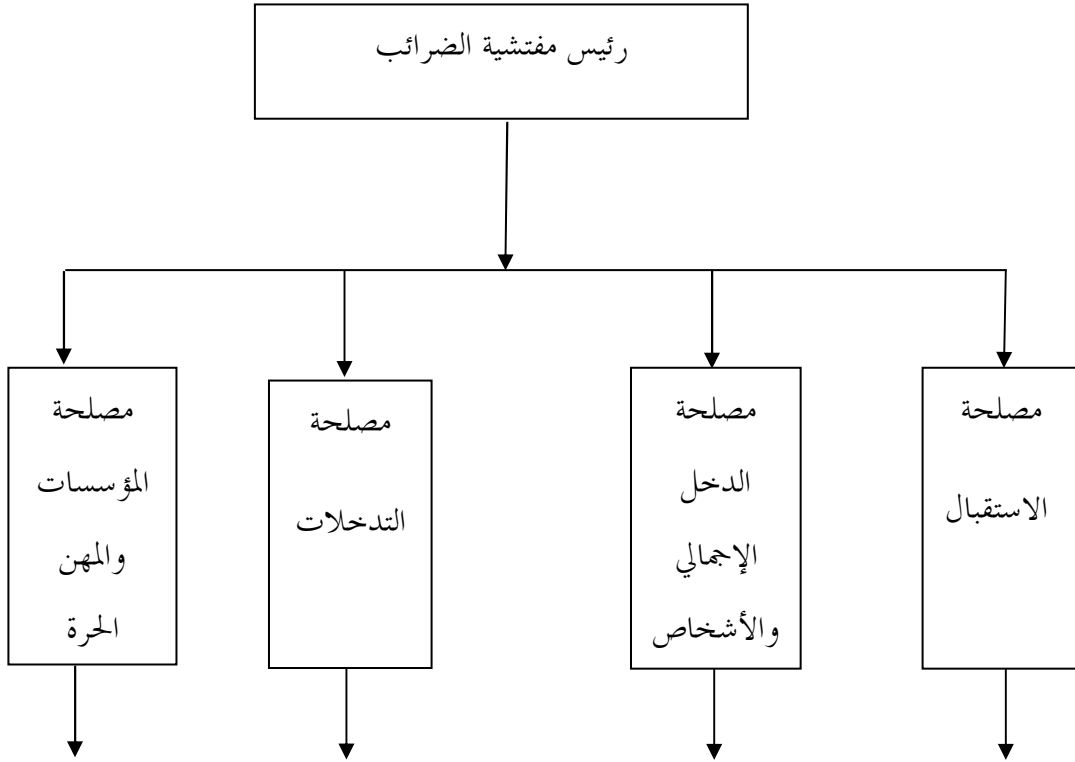 رئيس مفتشية الضرائب
مصلحة
الاستقبال
مصلحة
الدخل
الإجمالي
والأشخاص
مصلحة
التدخلات
مصلحة
المؤسسات
والمهن
الحرة